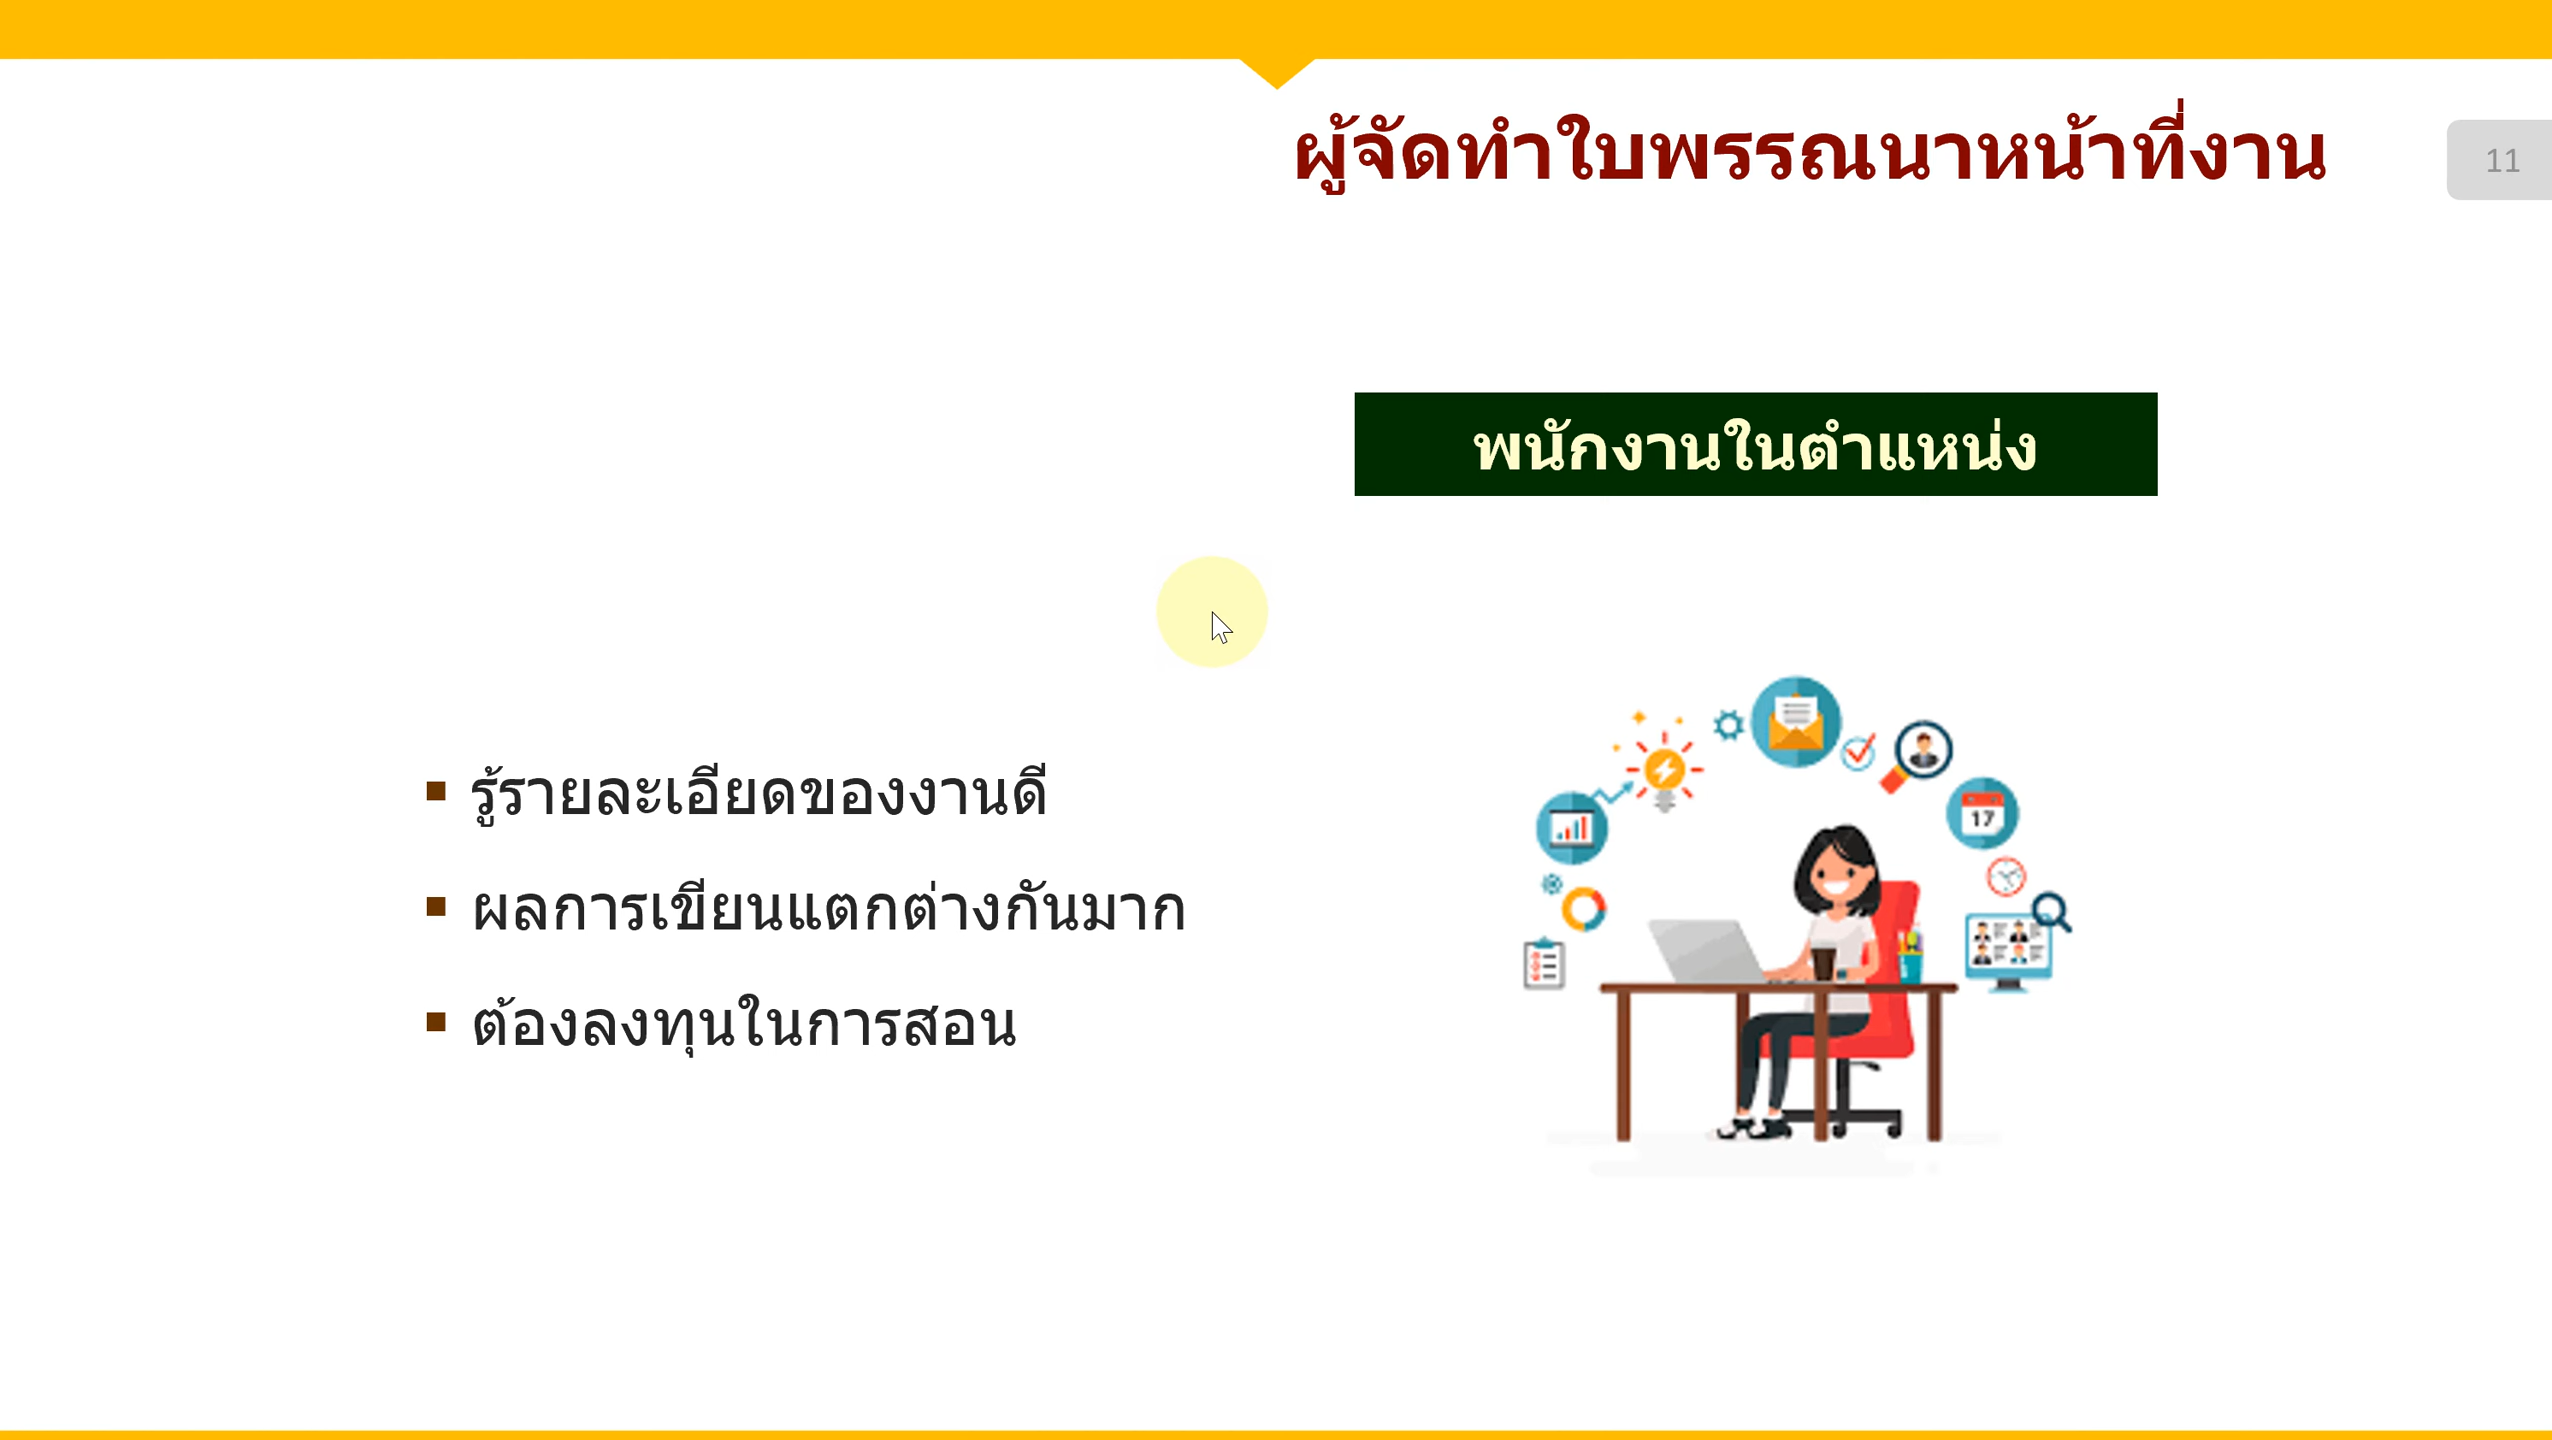 ผู้จัดทำใบพรรณนาหน้าที่งาน
11
พนักงานในตำแหน่ง
รู้รายละเอียดของงานดี
ผลการเขียนแตกต่างกันมาก
ต้องลงทุนในการสอน
17